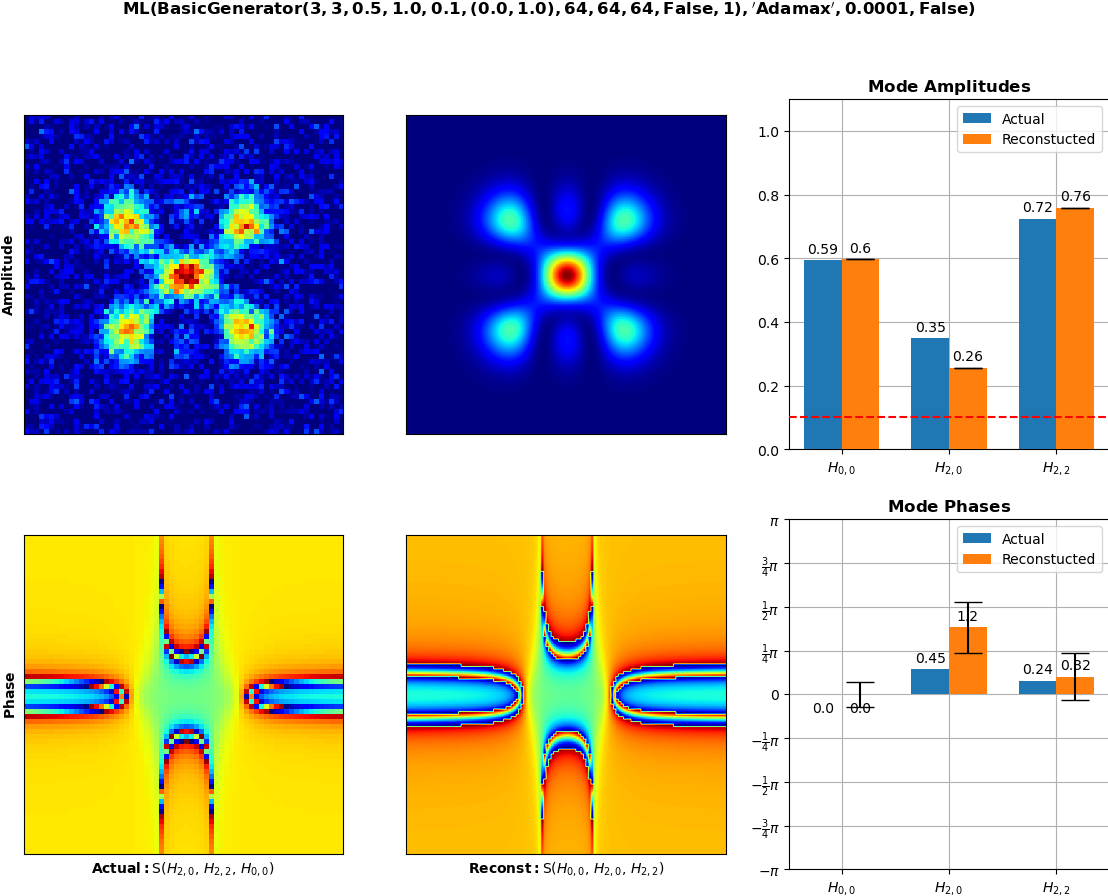 ML(BasicGenerator(3, 3, 0.5, 1.0, 0.1, (0.0, 1.0), 64, 64, 64, False, 1), ′Adamax′, 0.0001, False)
Amplitude
Mode Amplitudes
Actual
Reconstucted
1.0
0.8
0.6
0.4
0.2
0.0
0.59
0.6
0.35
0.26
0.72
0.76
H0,0
H2,0
H2,2
Phase
Actual: S(H2,0, H2,2, H0,0)
Reconst: S(H0,0, H2,0, H2,2)
Mode Phases
Actual
Reconstucted
π
3/4π
1/2π
1/4π
0
−1/4π
−1/2π
−3/4π
−π
0.0
0.0
0.45
1.2
0.24
0.32
H0,0
H2,0
H2,2